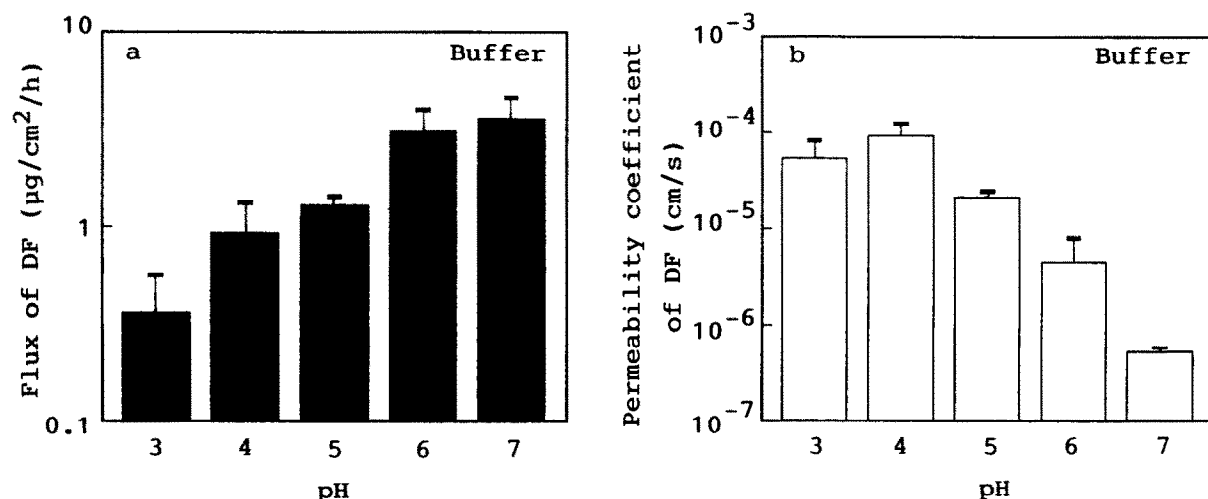 Flux of DF (µg/cm²/h)
10
1
0.1
a
Buffer
3 4 5 6 7
pH
Permeability coefficient
of DF (cm/s)
10⁻³
10⁻⁴
10⁻⁵
10⁻⁶
10⁻⁷
b
Buffer
3 4 5 6 7
pH